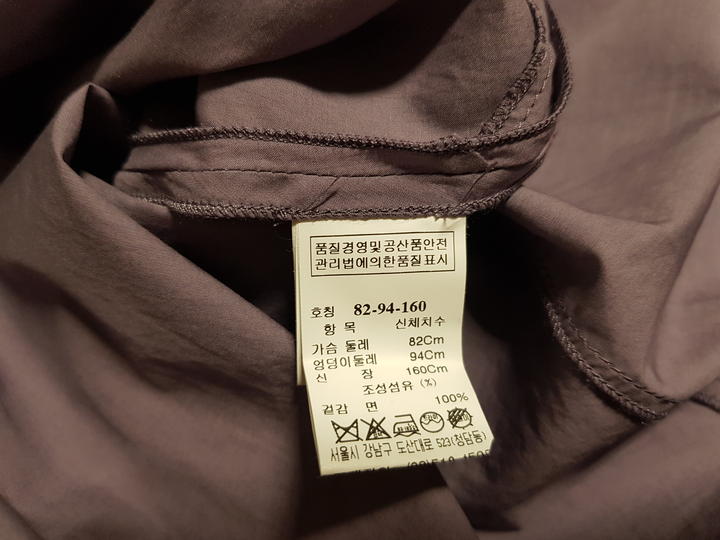 품질경영및공산품안전
관리법에의한품질표시
호칭 82-94-160
항 목 신체치수
가슴 둘레 82Cm
엉덩이둘레 94Cm
신 장 160Cm
조성섬유 (%)
겉감 면 100%
서울시 강남구 도산대로 523(청담동)